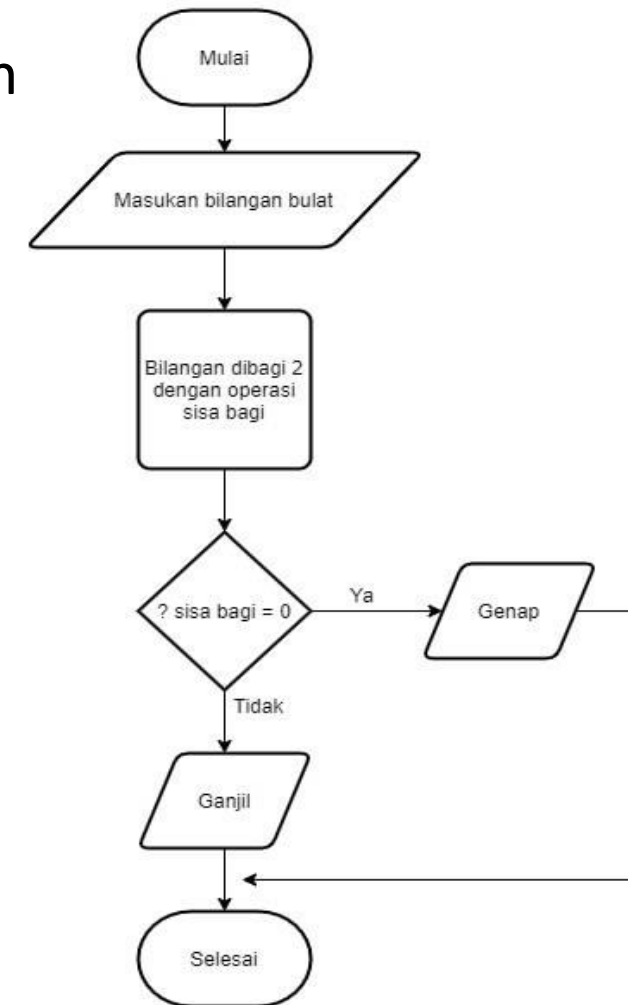 Mulai
Masukan bilangan bulat
Bilangan dibagi 2
dengan operasi
sisa bagi
? sisa bagi = 0
Ya
Genap
Tidak
Ganjil
Selesai